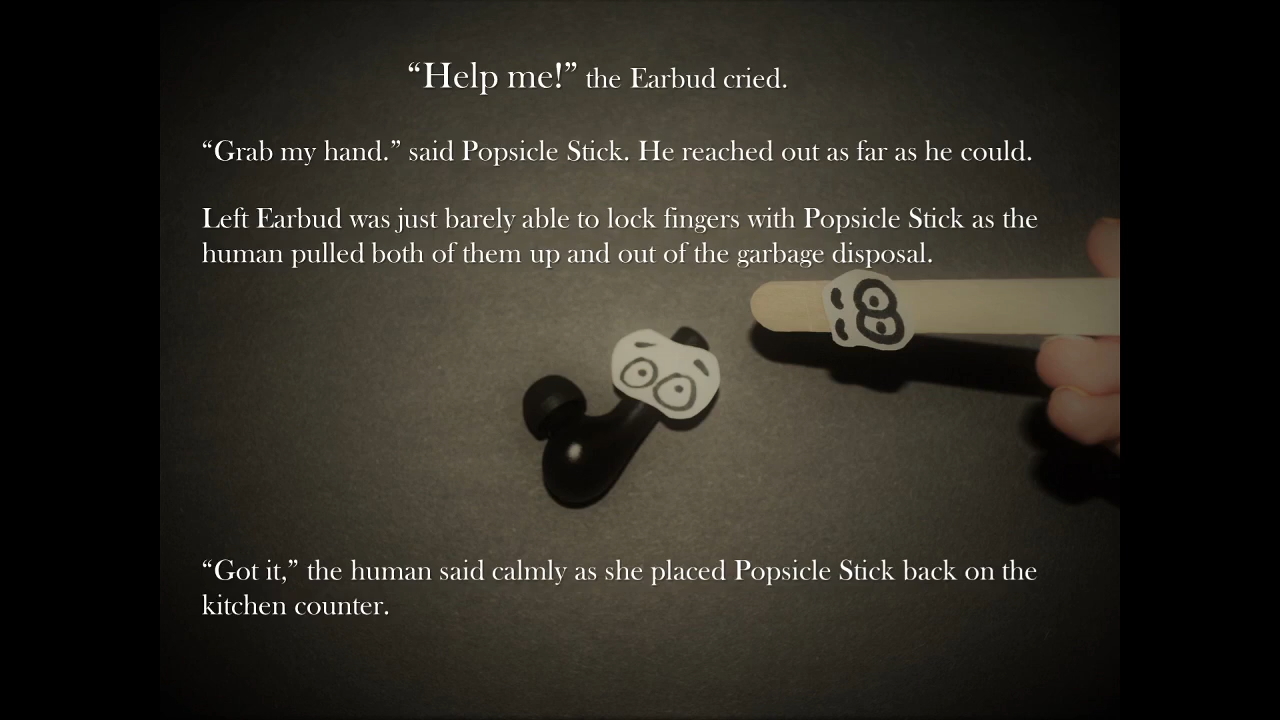 “Help me!” the Earbud cried.
“Grab my hand.” said Popsicle Stick. He reached out as far as he could.
Left Earbud was just barely able to lock fingers with Popsicle Stick as the
human pulled both of them up and out of the garbage disposal.
“Got it,” the human said calmly as she placed Popsicle Stick back on the
kitchen counter.